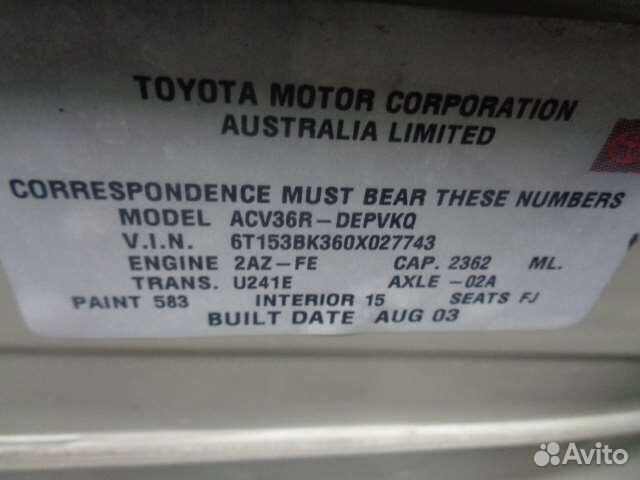 TOYOTA MOTOR CORPORATION
AUSTRALIA LIMITED
CORRESPONDENCE MUST BEAR THESE NUMBERS
MODEL ACV36R-DEPVKQ
V.I.N. 6T153BK360X027743
ENGINE 2AZ-FE CAP. 2362 ML.
TRANS. U241E AXLE -02A
PAINT 583 INTERIOR 15 SEATS FJ
BUILT DATE AUG 03
Avito